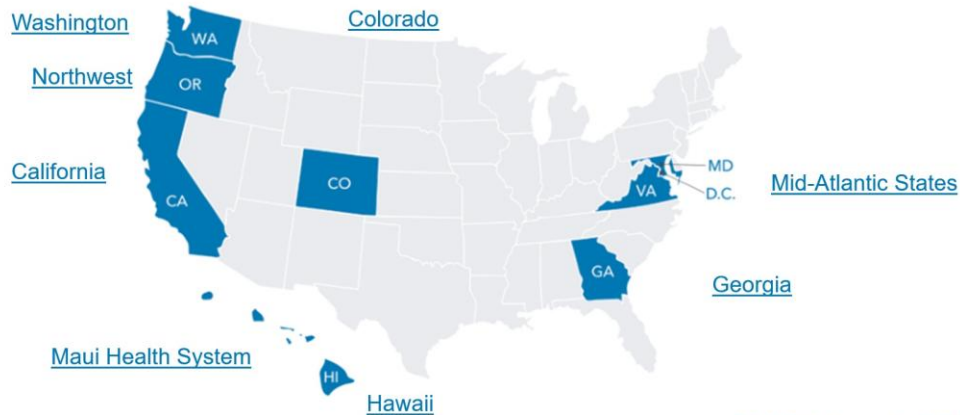 Washington
Colorado
WA
Northwest
OR
California
CO
MD
CA
VA
D.C.
Mid-Atlantic States
GA
Georgia
Maui Health System
HI
Hawaii